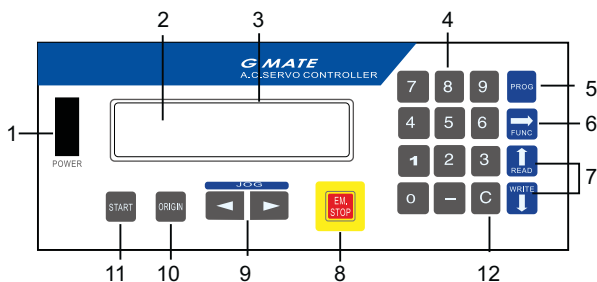 2 3 4
G MATE
A.C.SERVO CONTROLLER
7 8 9 PROG 5
4 5 6 FUNC 6
1 POWER
1 2 3 READ 7
JOG
START ORIGIN EM. STOP
0 – C WRITE
11 10 9 8 12